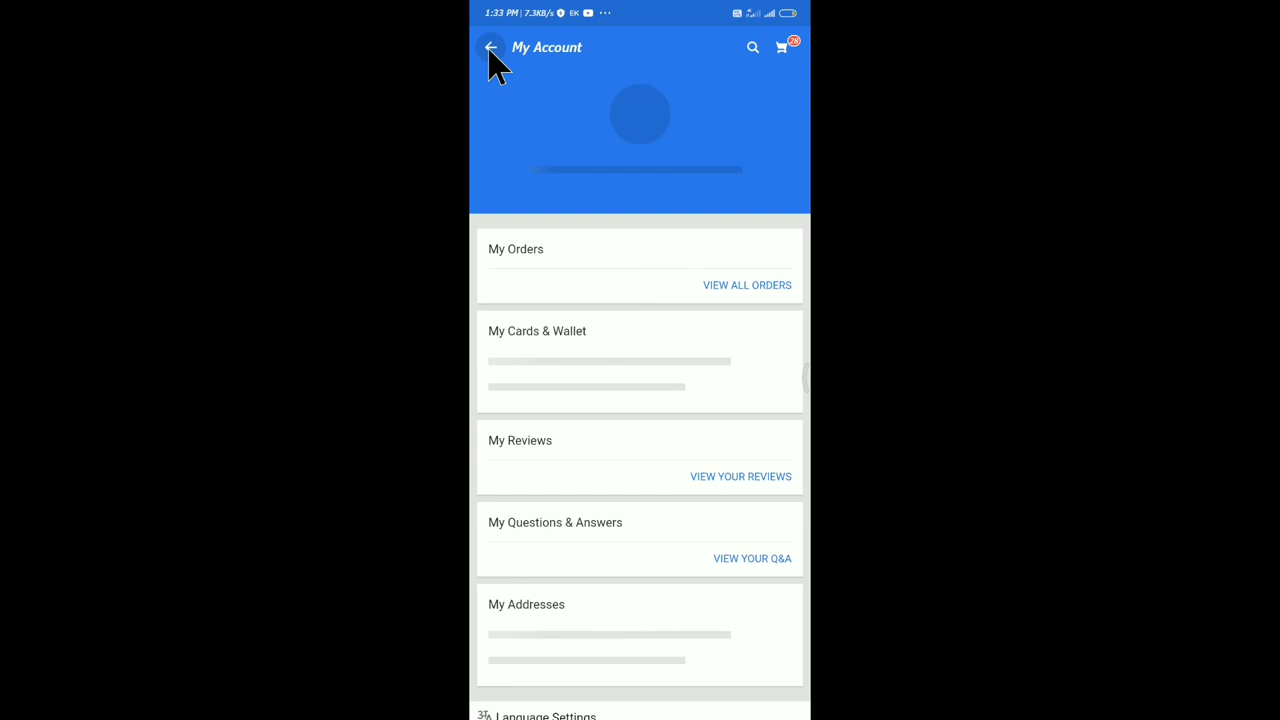 1:33 PM | 7.3KB/s EK ...
My Account
28
My Orders
VIEW ALL ORDERS
My Cards & Wallet
My Reviews
VIEW YOUR REVIEWS
My Questions & Answers
VIEW YOUR Q&A
My Addresses
Language Settings